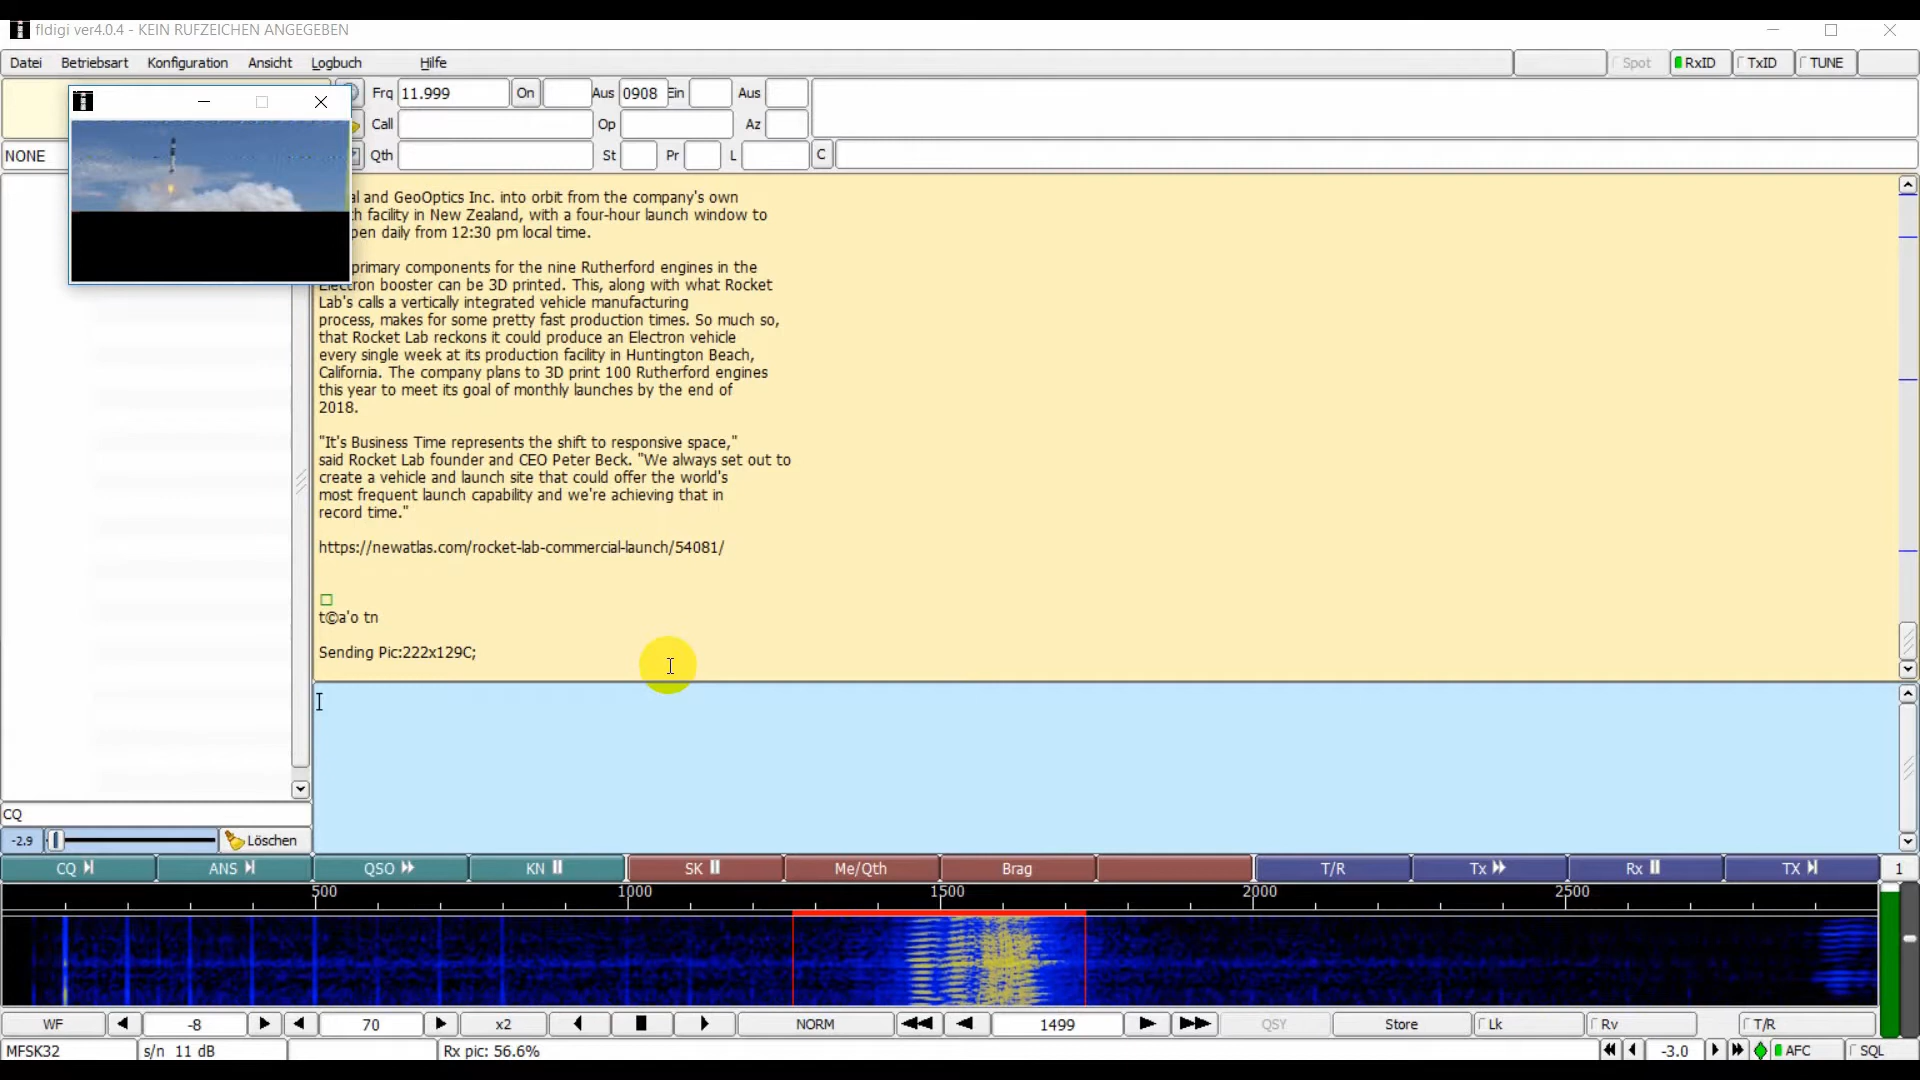 fldigi ver4.0.4 - KEIN RUFZEICHEN ANGEGEBEN
Datei Betriebsart Konfiguration Ansicht Logbuch Hilfe Spot RxID TxID TUNE
Frq 11.999 On Aus 0908 Ein Aus
Call Op Az
NONE Qth St Pr L C
al and GeoOptics Inc. into orbit from the company's own
h facility in New Zealand, with a four-hour launch window to
pen daily from 12:30 pm local time.
primary components for the nine Rutherford engines in the
Electron booster can be 3D printed. This, along with what Rocket
Lab's calls a vertically integrated vehicle manufacturing
process, makes for some pretty fast production times. So much so,
that Rocket Lab reckons it could produce an Electron vehicle
every single week at its production facility in Huntington Beach,
California. The company plans to 3D print 100 Rutherford engines
this year to meet its goal of monthly launches by the end of
2018.
"It's Business Time represents the shift to responsive space,"
said Rocket Lab founder and CEO Peter Beck. "We always set out to
create a vehicle and launch site that could offer the world's
most frequent launch capability and we're achieving that in
record time."
https://newatlas.com/rocket-lab-commercial-launch/54081/
t©a'o tn
Sending Pic:222x129C;
CQ
-2.9 Löschen
CQ ANS QSO KN SK Me/Qth Brag T/R Tx Rx TX 1
500 1000 1500 2000 2500
WF -8 70 x2 NORM 1499 QSY Store Lk Rv T/R
MFSK32 s/n 11 dB Rx pic: 56.6% -3.0 AFC SQL